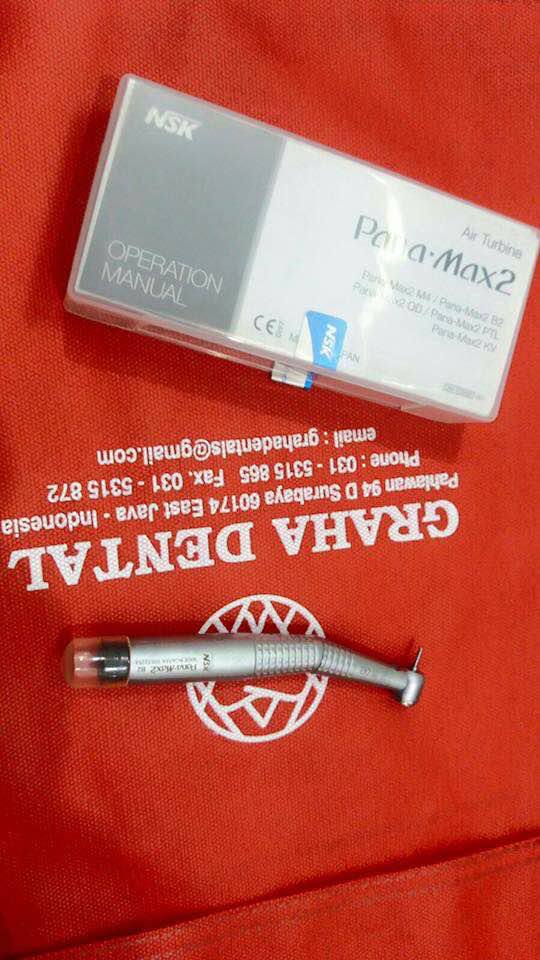 NSK
OPERATION
MANUAL
Air Turbine
Pana-Max2
Pana-Max2 M4 / Pana-Max2 B2
Pana-Max2 QD / Pana-Max2 PTL
Pana-Max2 KV
CE
NSK
GRAHA DENTAL
Pahlawan 94 D Surabaya 60174 East Java - Indonesia
Phone : 031 - 5315 865 Fax. 031 - 5315 872
email : grahadentals@gmail.com
NSK Pana-Max2 B2